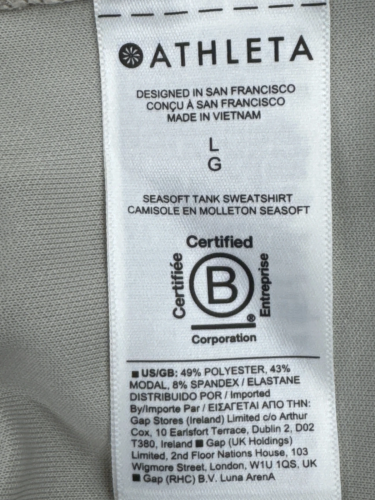 ATHLETA
DESIGNED IN SAN FRANCISCO
CONÇU À SAN FRANCISCO
MADE IN VIETNAM
L
G
SEASOFT TANK SWEATSHIRT
CAMISOLE EN MOLLETON SEASOFT
Certified
Certifiée
B
Entreprise
®
Corporation
■ US/GB: 49% POLYESTER, 43%
MODAL, 8% SPANDEX / ELASTANE
DISTRIBUIDO POR / Imported
By/Importe Par / ΕΙΣΑΓΕΤΑΙ ΑΠΟ ΤΗΝ:
Gap Stores (Ireland) Limited c/o Arthur
Cox, 10 Earlsfort Terrace, Dublin 2, D02
T380, Ireland ■ Gap (UK Holdings)
Limited, 2nd Floor Nations House, 103
Wigmore Street, London, W1U 1QS, UK
■ Gap (RHC) B.V. Luna ArenA